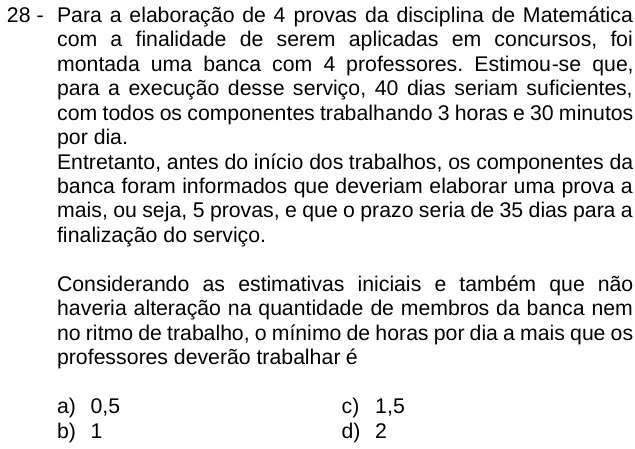 28 - Para a elaboração de 4 provas da disciplina de Matemática
com a finalidade de serem aplicadas em concursos, foi
montada uma banca com 4 professores. Estimou-se que,
para a execução desse serviço, 40 dias seriam suficientes,
com todos os componentes trabalhando 3 horas e 30 minutos
por dia.
Entretanto, antes do início dos trabalhos, os componentes da
banca foram informados que deveriam elaborar uma prova a
mais, ou seja, 5 provas, e que o prazo seria de 35 dias para a
finalização do serviço.
Considerando as estimativas iniciais e também que não
haveria alteração na quantidade de membros da banca nem
no ritmo de trabalho, o mínimo de horas por dia a mais que os
professores deverão trabalhar é
a) 0,5 c) 1,5
b) 1 d) 2